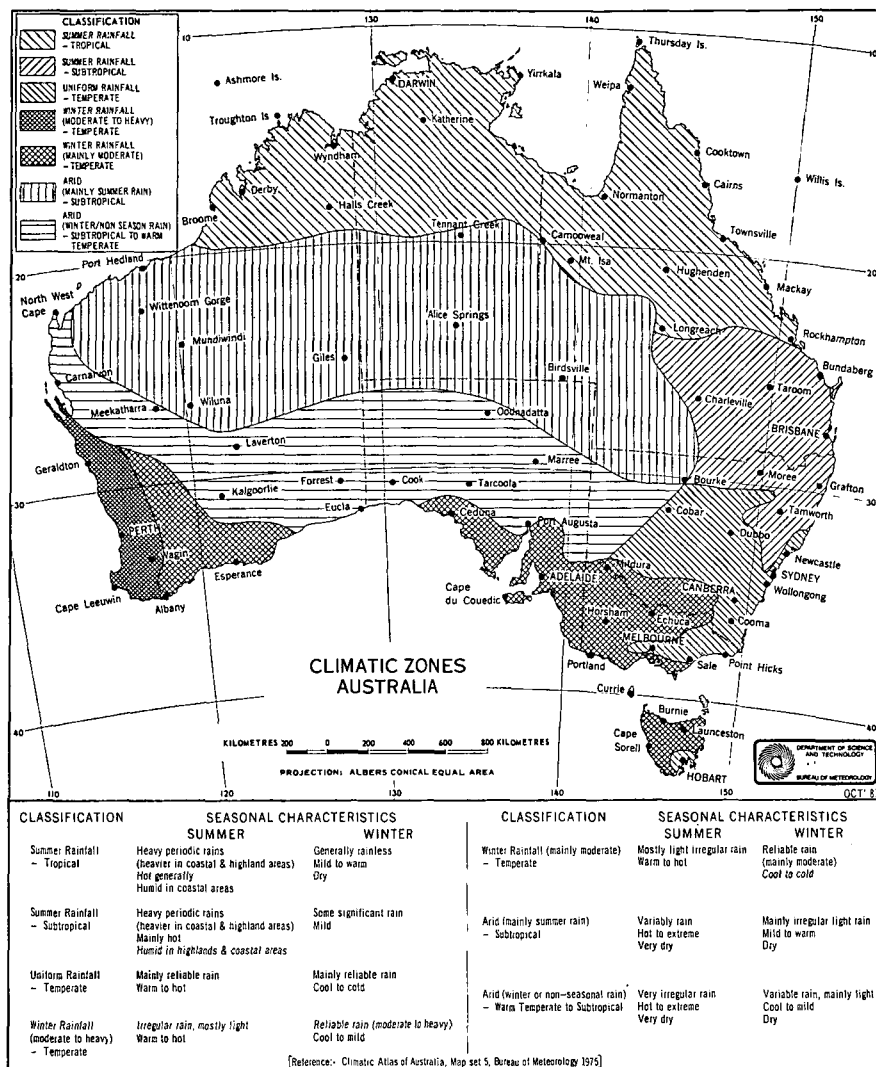 CLASSIFICATION
SUMMER RAINFALL
- TROPICAL
SUMMER RAINFALL
- SUBTROPICAL
UNIFORM RAINFALL
- TEMPERATE
WINTER RAINFALL
(MODERATE TO HEAVY)
- TEMPERATE
WINTER RAINFALL
(MAINLY MODERATE)
- TEMPERATE
ARID
(MAINLY SUMMER RAIN)
- SUBTROPICAL
ARID
(WINTER/NON SEASON RAIN)
- SUBTROPICAL TO WARM
TEMPERATE
130
140
150
10
10
Thursday Is.
Ashmore Is.
DARWIN
Yirrkala
Weipa
Troughton Is
Katherine
Wyndham
Cooktown
Derby
Cairns
Willis Is.
Broome
Halls Creek
Normanton
Tennant Creek
Camooweal
Townsville
Port Hedland
Mt. Isa
20
Hughenden
20
North West
Cape
Mackay
Wittenoom Gorge
Alice Springs
Longreach
Rockhampton
Mundiwindi
Giles
Birdsville
Bundaberg
Carnarvon
Taroom
Meekatharra
Wiluna
Oodnadatta
Charleville
BRISBANE
Laverton
Marree
Geraldton
Forrest
Cook
Tarcoola
Bourke
Moree
Grafton
30
Kalgoorlie
Eucla
Ceduna
Port Augusta
Cobar
Tamworth
30
PERTH
Dubbo
Nagin
Newcastle
Esperance
ADELAIDE
Mildura
SYDNEY
Cape Leeuwin
Albany
Cape
du Couedic
CANBERRA
Wollongong
Horsham
Echuca
Cooma
MELBOURNE
Portland
Sale
Point Hicks
CLIMATIC ZONES
AUSTRALIA
Currie
Burnie
Launceston
40
40
KILOMETRES 200 0 200 400 600 800 KILOMETRES
Cape
Sorell
PROJECTION: ALBERS CONICAL EQUAL AREA
HOBART
DEPARTMENT OF SCIENCE
AND TECHNOLOGY
BUREAU OF METEOROLOGY
110
120
130
140
150
OCT' 8
CLASSIFICATION
SEASONAL CHARACTERISTICS
SUMMER WINTER
Summer Rainfall
- Tropical
Heavy periodic rains
(heavier in coastal & highland areas)
Hot generally
Humid in coastal areas
Generally rainless
Mild to warm
Dry
Summer Rainfall
- Subtropical
Heavy periodic rains
(heavier in coastal & highland areas)
Mainly hot
Humid in highlands & coastal areas
Some significant rain
Mild
Uniform Rainfall
- Temperate
Mainly reliable rain
Warm to hot
Mainly reliable rain
Cool to cold
Winter Rainfall
(moderate to heavy)
- Temperate
Irregular rain, mostly light
Warm to hot
Reliable rain (moderate to heavy)
Cool to mild
CLASSIFICATION
SEASONAL CHARACTERISTICS
SUMMER WINTER
Winter Rainfall (mainly moderate)
- Temperate
Mostly light irregular rain
Warm to hot
Reliable rain
(mainly moderate)
Cool to cold
Arid (mainly summer rain)
- Subtropical
Variably rain
Hot to extreme
Very dry
Mainly irregular light rain
Mild to warm
Dry
Arid (winter or non-seasonal rain)
- Warm Temperate to Subtropical
Very irregular rain
Hot to extreme
Very dry
Variable rain, mainly light
Cool to mild
Dry
[Reference:- Climatic Atlas of Australia, Map set 5, Bureau of Meteorology 1975]